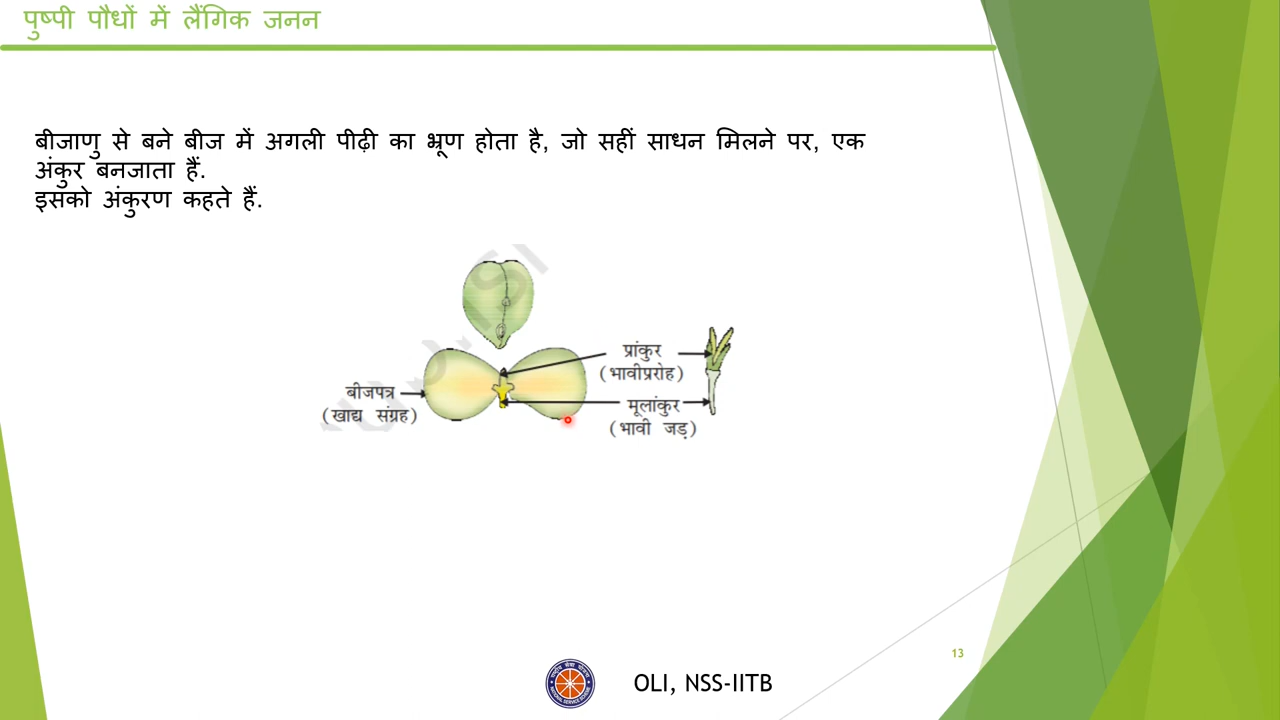 पुष्पी पौधों में लैंगिक जनन
बीजाणु से बने बीज में अगली पीढ़ी का भ्रूण होता है, जो सहीं साधन मिलने पर, एक
अंकुर बनजाता हैं.
इसको अंकुरण कहते हैं.
प्रांकुर
(भावीप्ररोह)
बीजपत्र
(खाद्य संग्रह)
मूलांकुर
(भावी जड़)
13
OLI, NSS-IITB